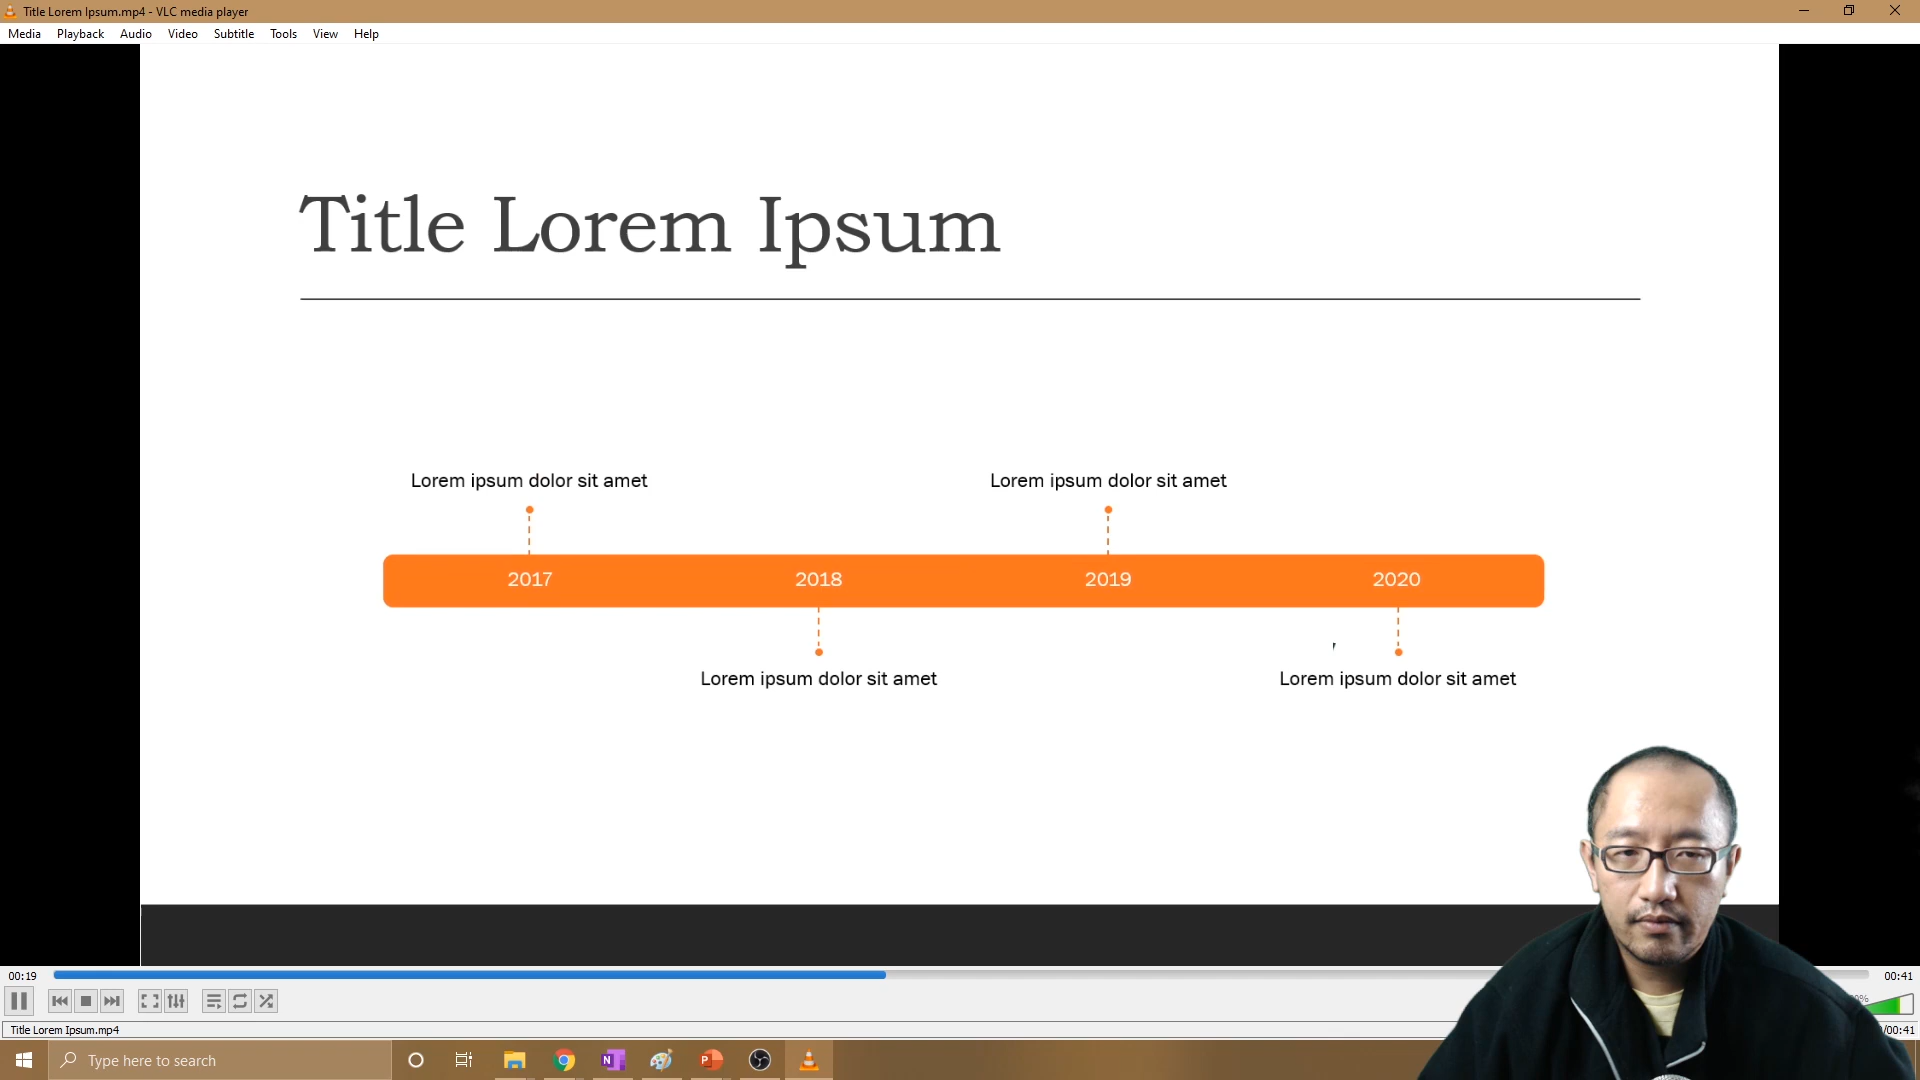 Title Lorem Ipsum.mp4 - VLC media player
Media Playback Audio Video Subtitle Tools View Help
Title Lorem Ipsum
Lorem ipsum dolor sit amet Lorem ipsum dolor sit amet
2017 2018 2019 2020
Lorem ipsum dolor sit amet Lorem ipsum dolor sit amet
00:19 00:41
Title Lorem Ipsum.mp4 /00:41
Type here to search